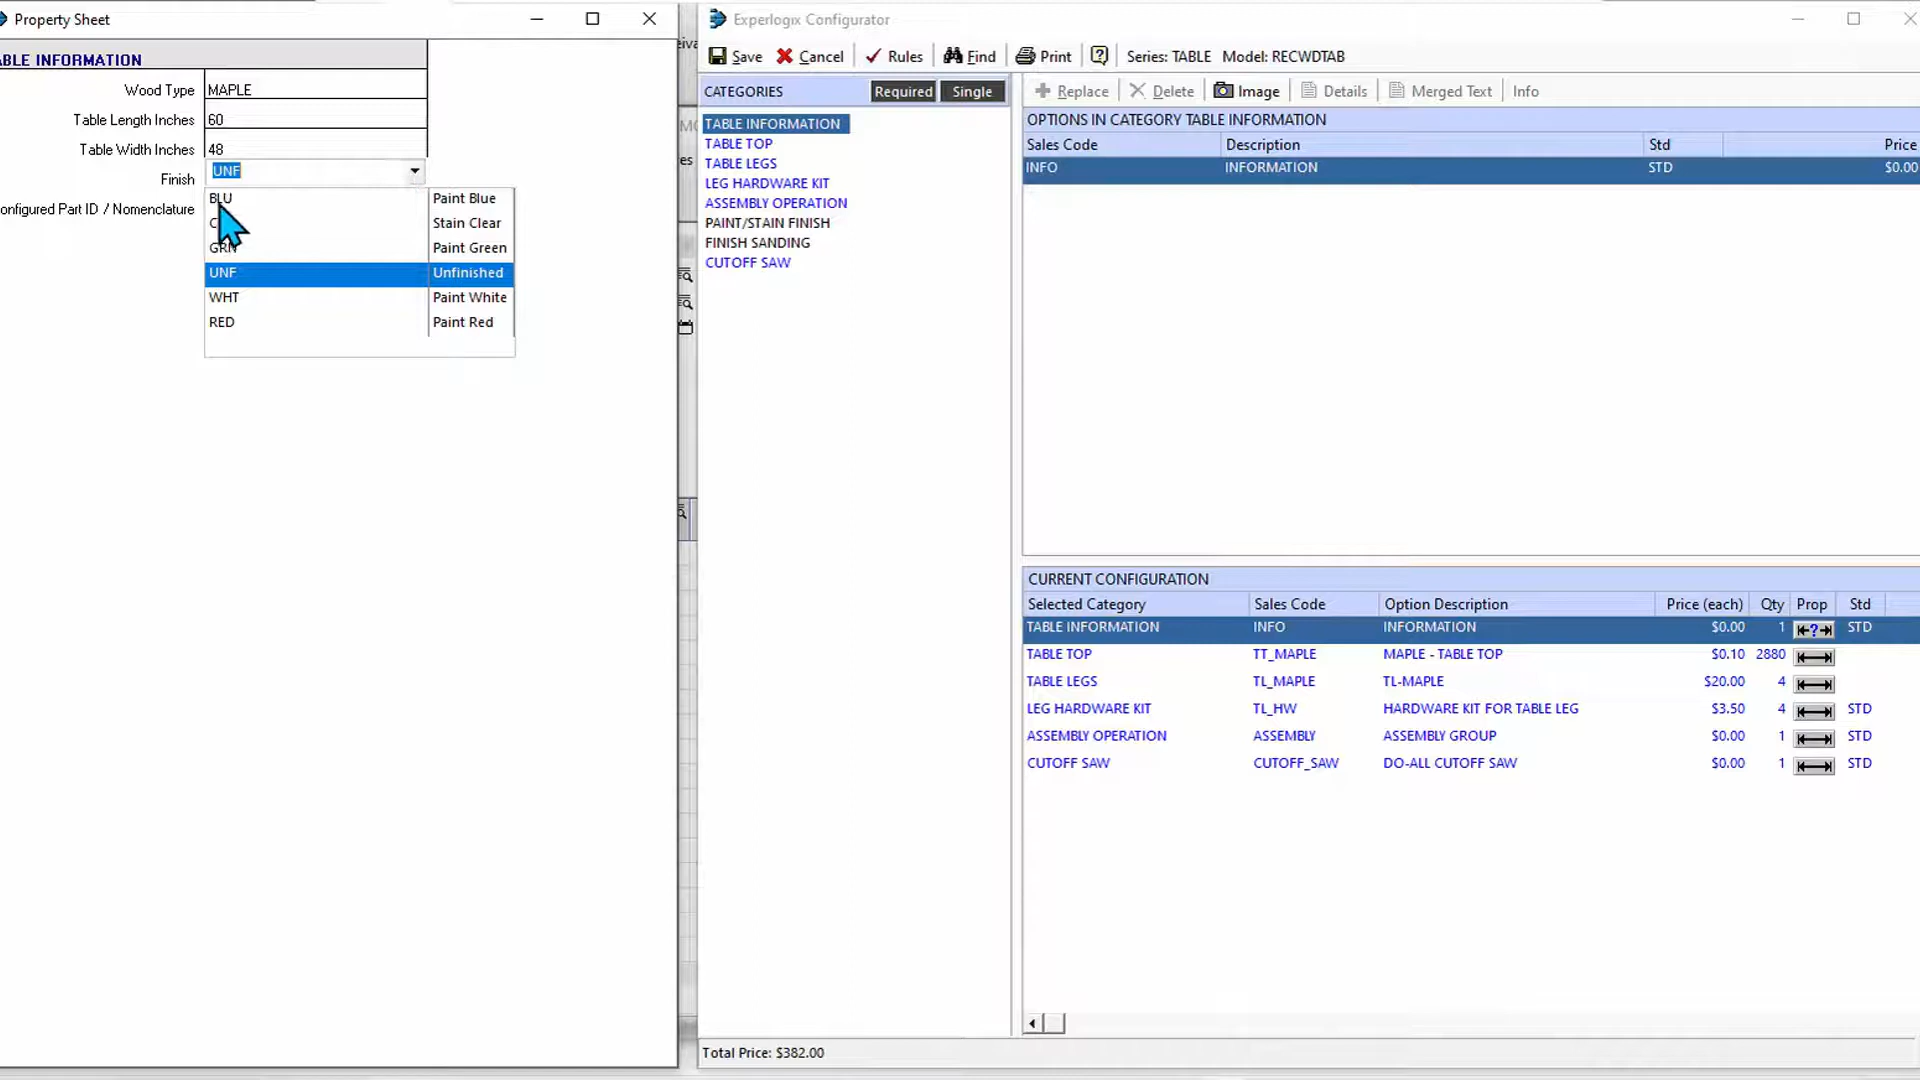 Property Sheet
ABLE INFORMATION
Wood Type MAPLE
Table Length Inches 60
Table Width Inches 48
Finish UNF
onfigured Part ID / Nomenclature
BLU Paint Blue
Stain Clear
GRN Paint Green
UNF Unfinished
WHT Paint White
RED Paint Red
Experlogix Configurator
Save Cancel Rules Find Print Series: TABLE Model: RECWDTAB
CATEGORIES Required Single
TABLE INFORMATION
TABLE TOP
TABLE LEGS
LEG HARDWARE KIT
ASSEMBLY OPERATION
PAINT/STAIN FINISH
FINISH SANDING
CUTOFF SAW
Replace Delete Image Details Merged Text Info
OPTIONS IN CATEGORY TABLE INFORMATION
Sales Code Description Std Price
INFO INFORMATION STD $0.00
CURRENT CONFIGURATION
Selected Category Sales Code Option Description Price (each) Qty Prop Std
TABLE INFORMATION INFO INFORMATION $0.00 1 ? STD
TABLE TOP TT_MAPLE MAPLE - TABLE TOP $0.10 2880
TABLE LEGS TL_MAPLE TL-MAPLE $20.00 4
LEG HARDWARE KIT TL_HW HARDWARE KIT FOR TABLE LEG $3.50 4 STD
ASSEMBLY OPERATION ASSEMBLY ASSEMBLY GROUP $0.00 1 STD
CUTOFF SAW CUTOFF_SAW DO-ALL CUTOFF SAW $0.00 1 STD
Total Price: $382.00